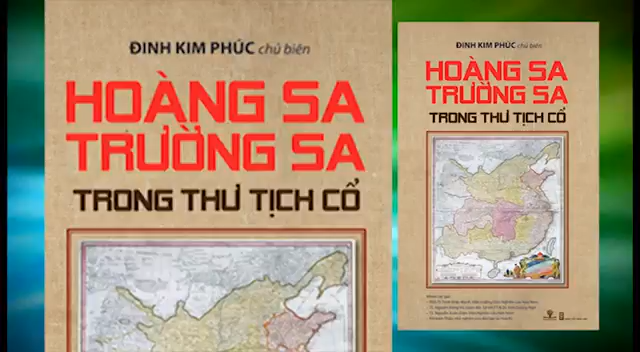 ĐINH KIM PHÚC chủ biên
HOÀNG SA
TRƯỜNG SA
TRONG THƯ TỊCH CỔ
ĐINH KIM PHÚC chủ biên
HOÀNG SA
TRƯỜNG SA
TRONG THƯ TỊCH CỔ